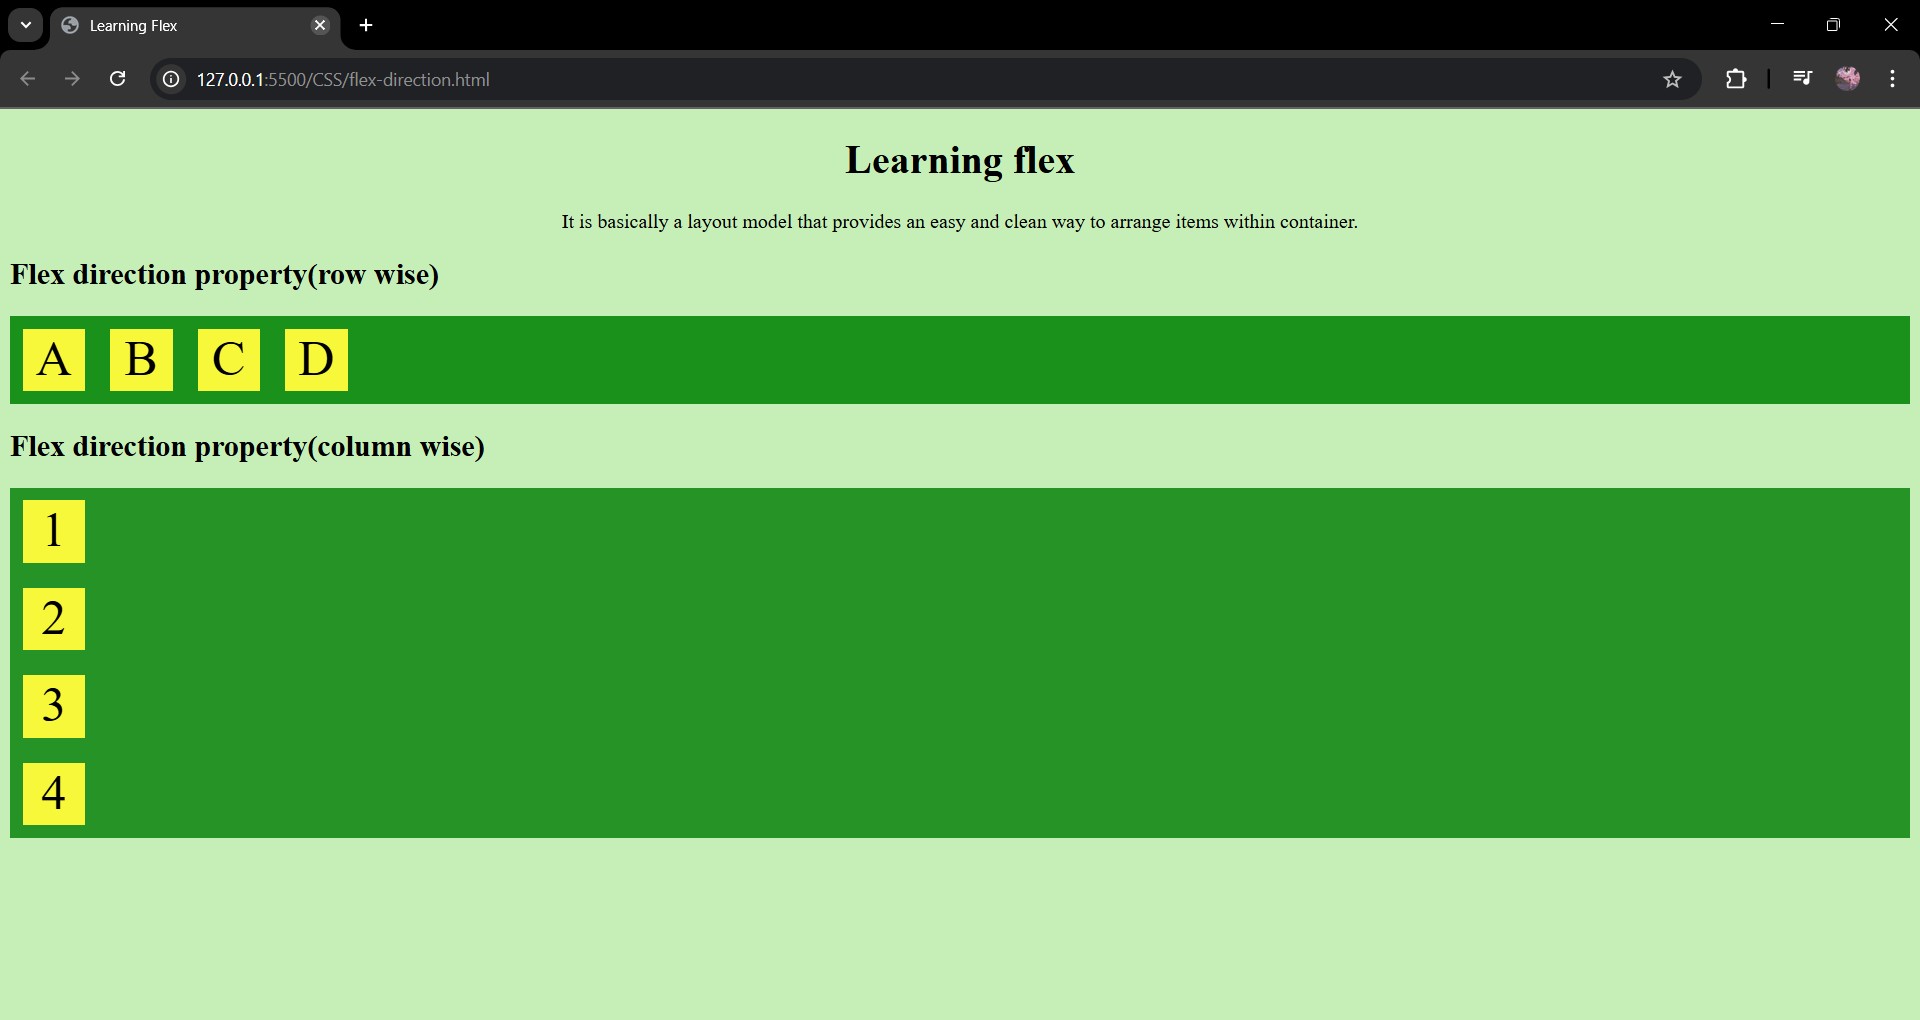 Learning Flex
127.0.0.1:5500/CSS/flex-direction.html
Learning flex
It is basically a layout model that provides an easy and clean way to arrange items within container.
Flex direction property(row wise)
A B C D
Flex direction property(column wise)
1
2
3
4